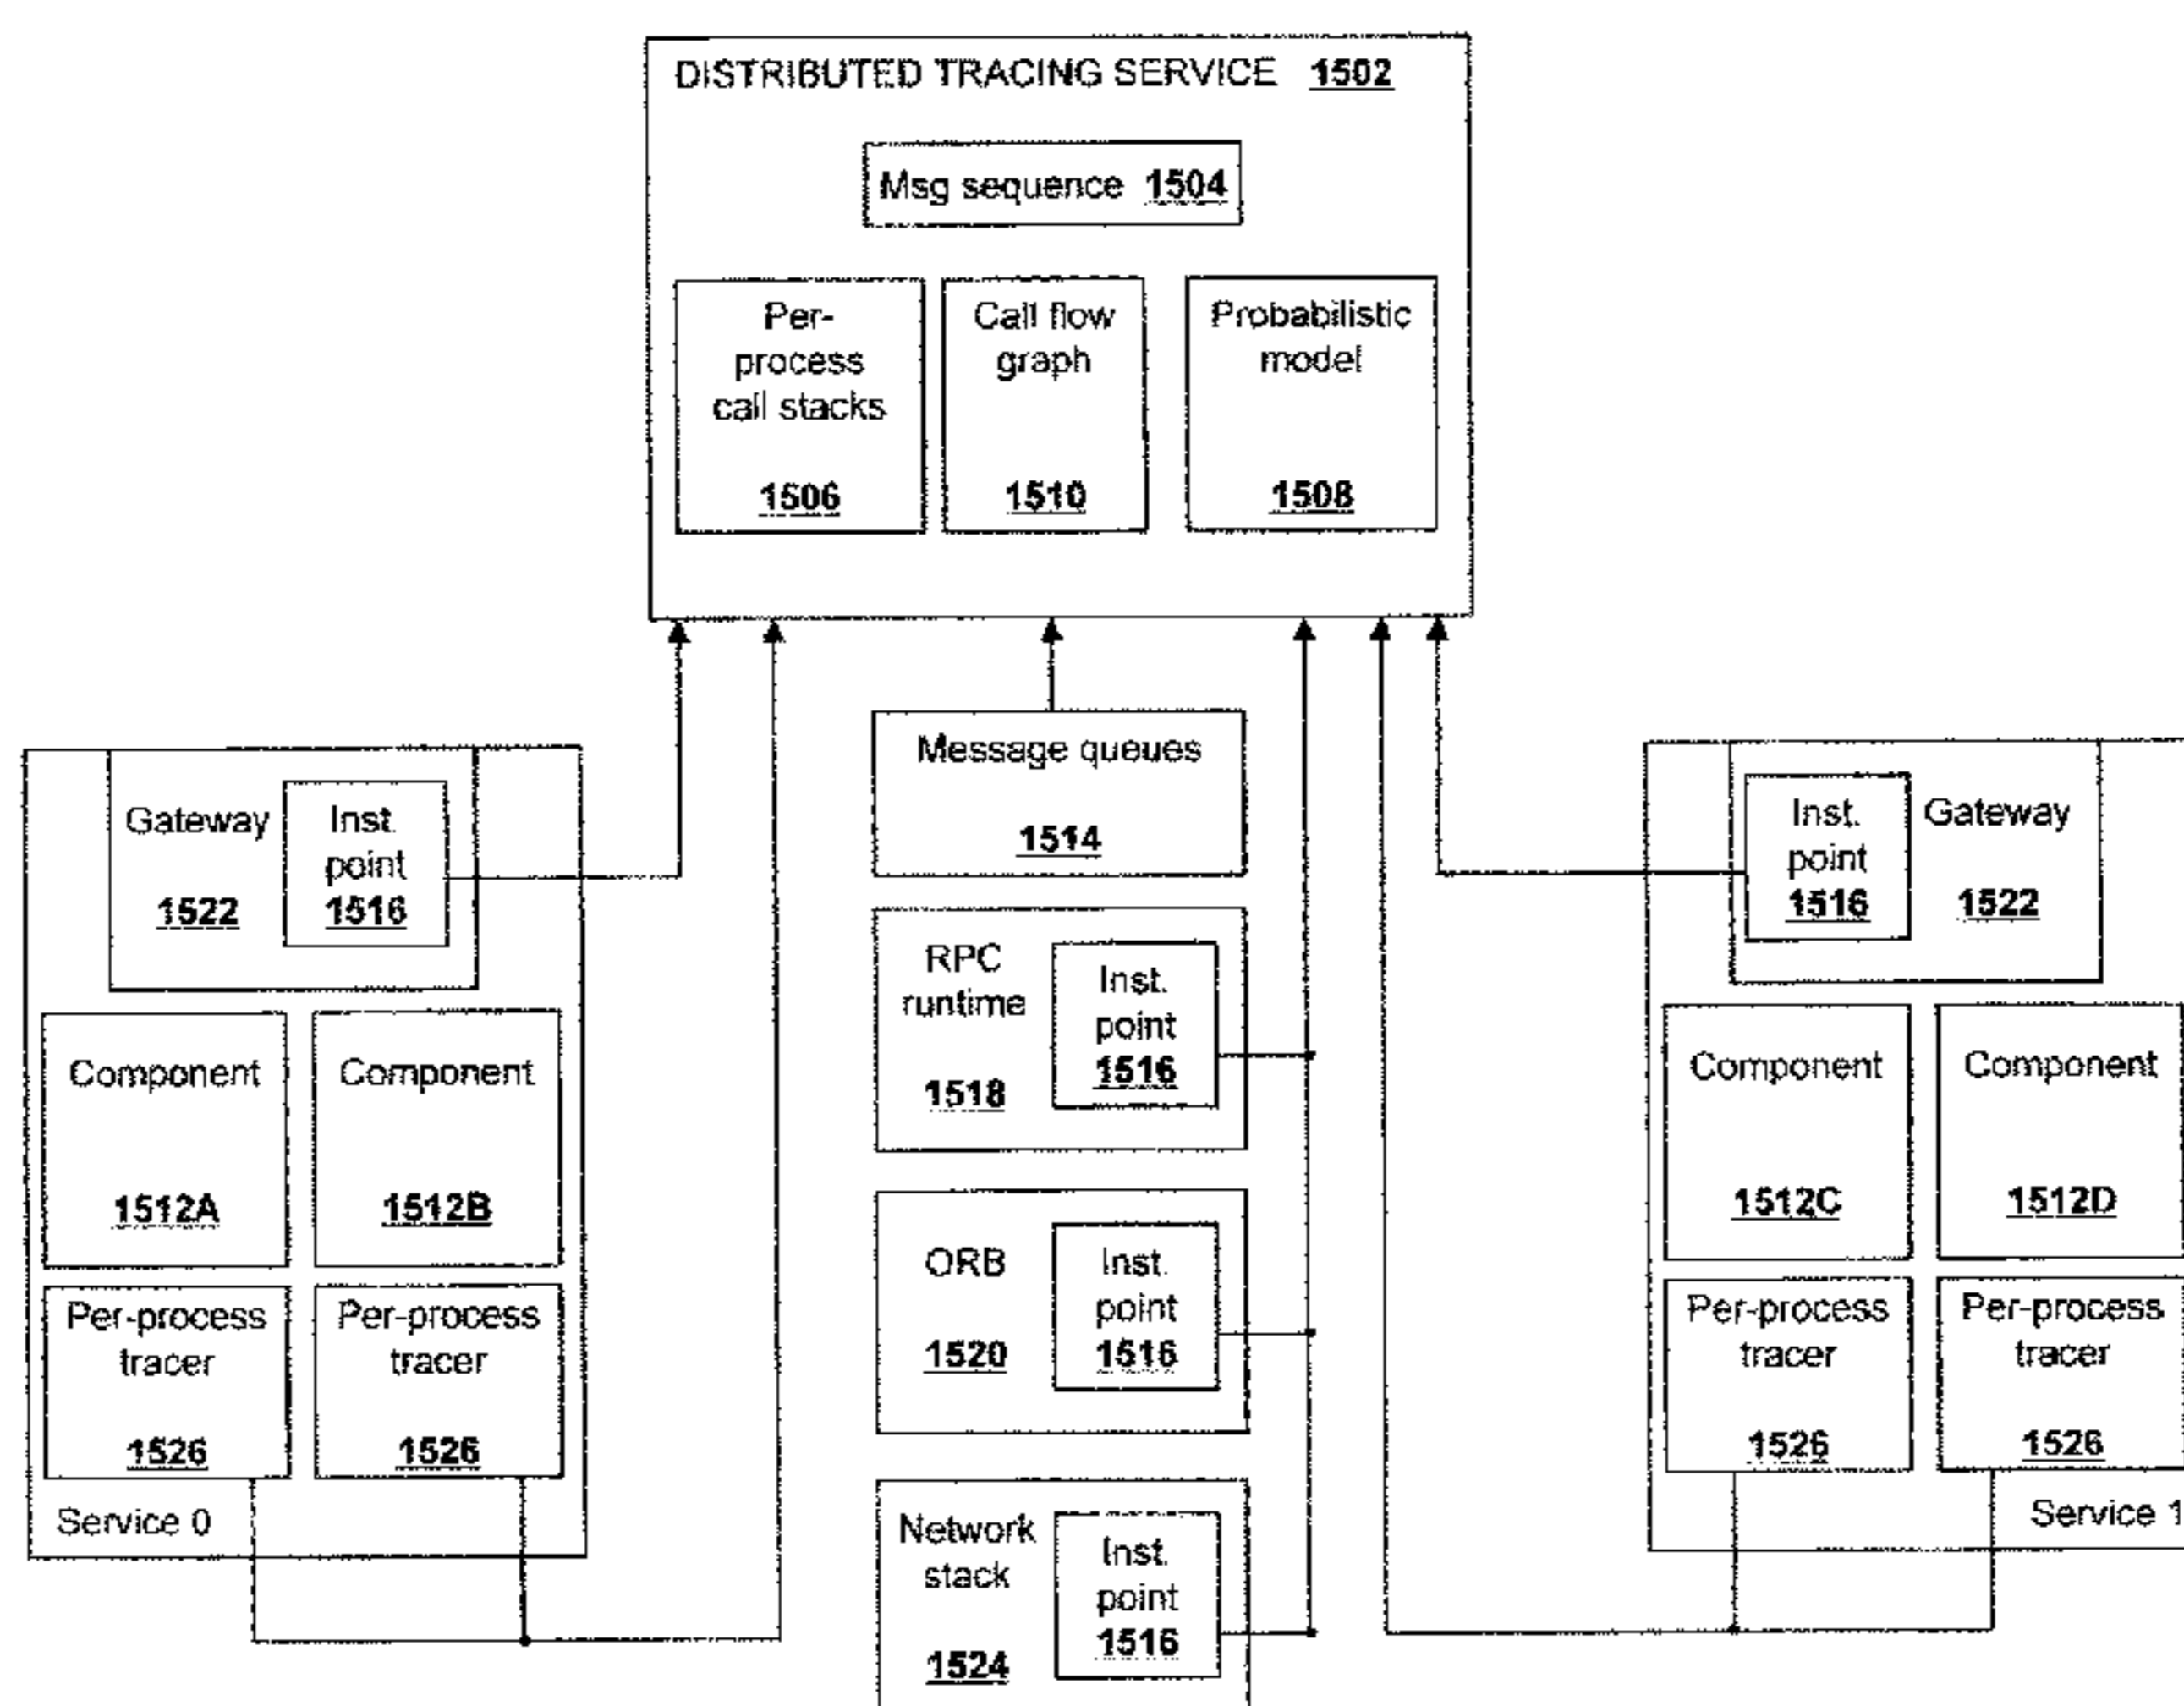 DISTRIBUTED TRACING SERVICE 1502
Msg sequence 1504
Per-
process
call stacks
1506
Call flow
graph
1510
Probabilistic
model
1508
Gateway
1522
Inst.
point
1516
Component
1512A
Component
1512B
Per-process
tracer
1526
Per-process
tracer
1526
Service 0
Message queues
1514
RPC
runtime
1518
Inst.
point
1516
ORB
1520
Inst.
point
1516
Network
stack
1524
Inst.
point
1516
Inst.
point
1516
Gateway
1522
Component
1512C
Component
1512D
Per-process
tracer
1526
Per-process
tracer
1526
Service 1